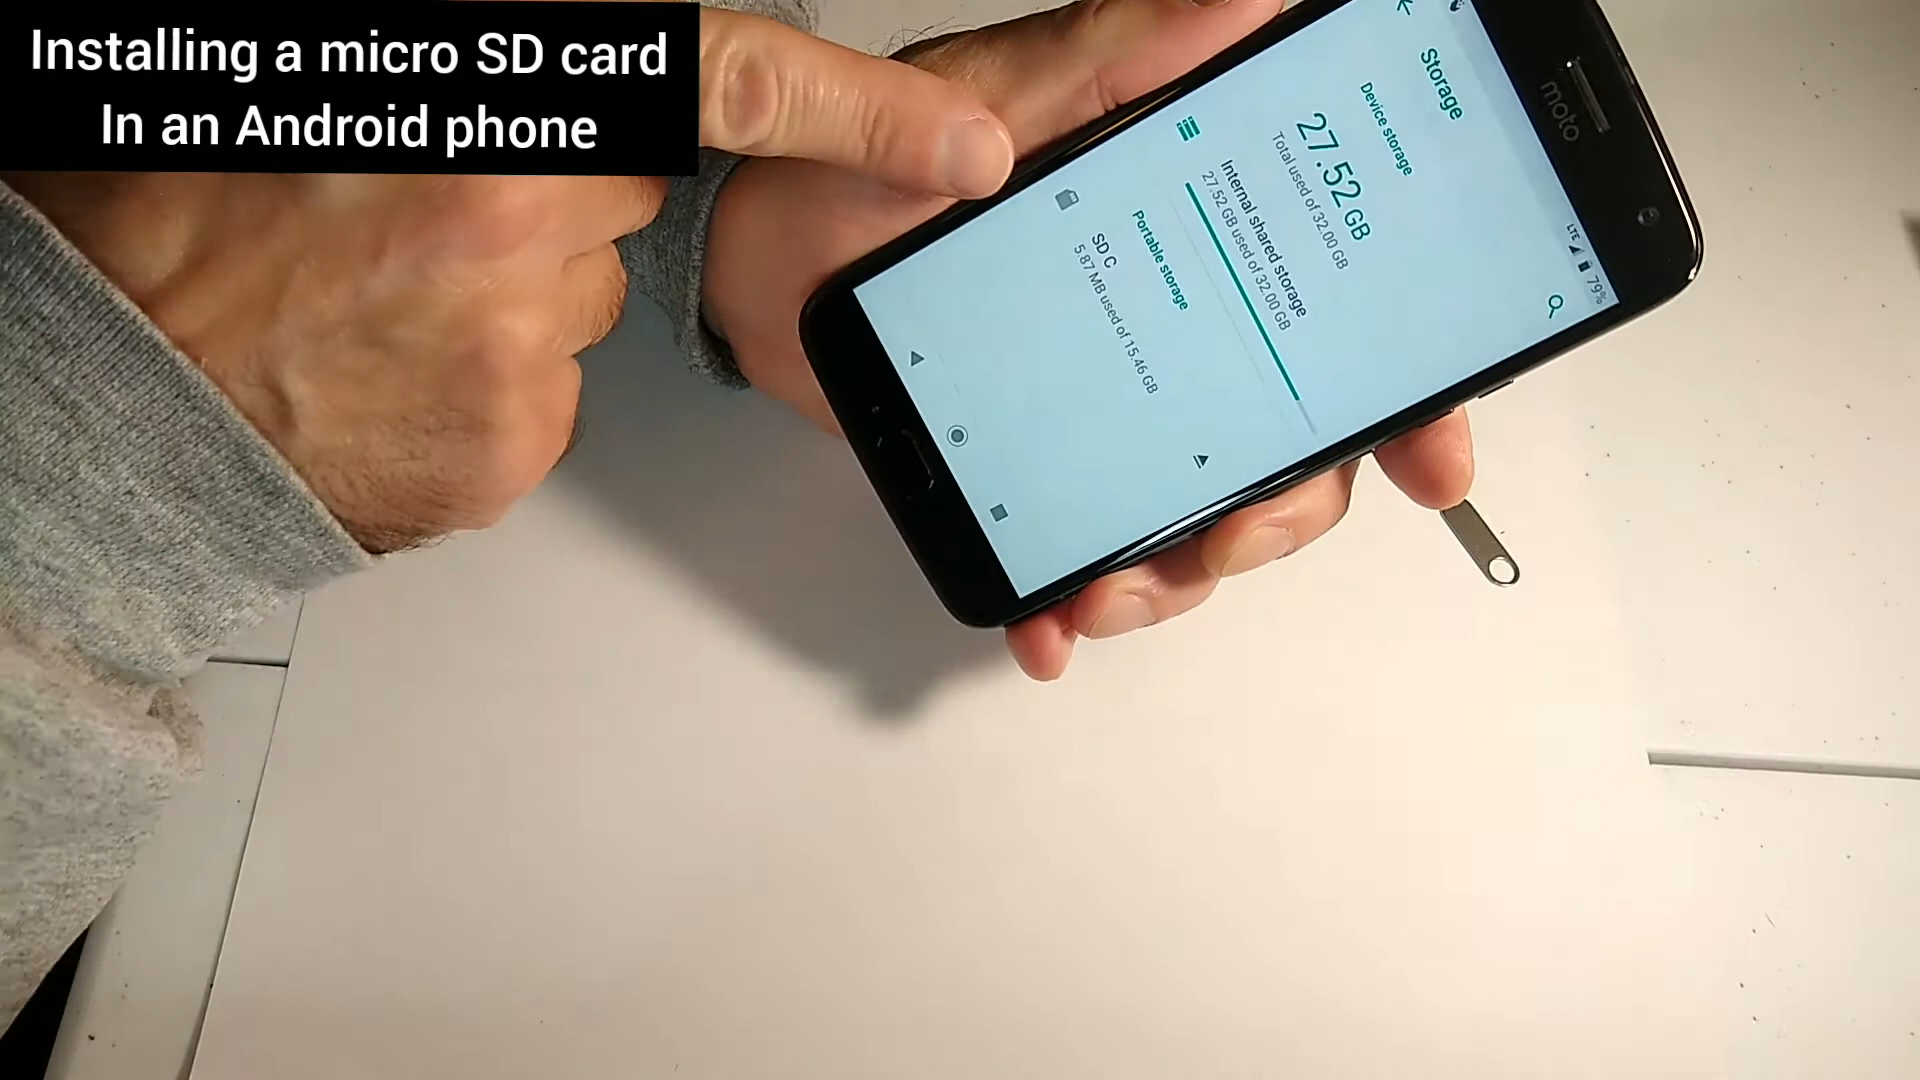 Installing a micro SD card
In an Android phone
moto
LTE 79%
Storage
Device storage
27.52 GB
Total used of 32.00 GB
Internal shared storage
27.52 GB used of 32.00 GB
Portable storage
SD C
5.87 MB used of 15.46 GB